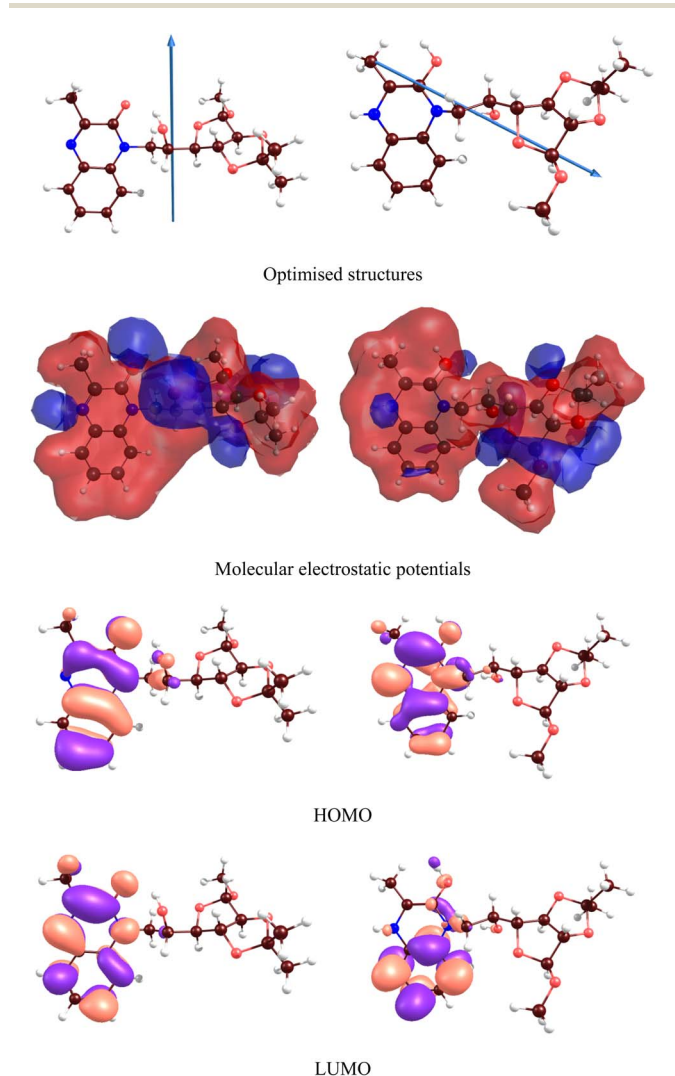 Optimised structures
Molecular electrostatic potentials
HOMO
LUMO